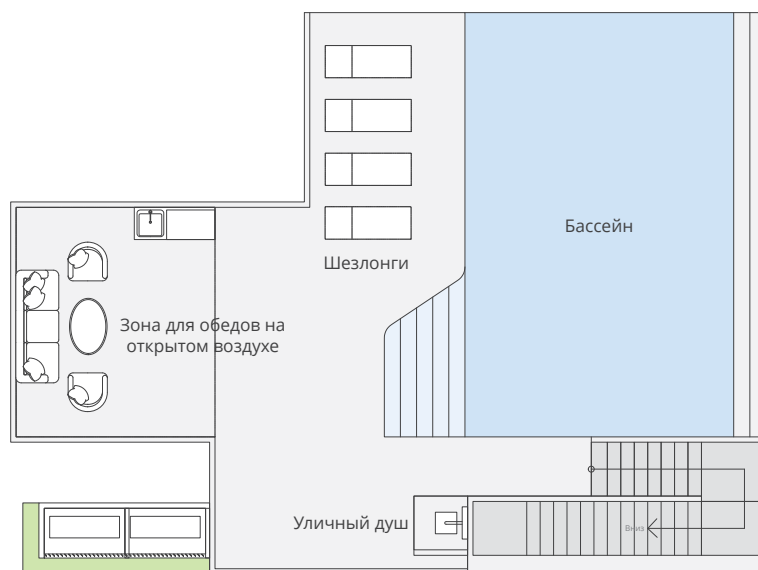 Бассейн
Шезлонги
Зона для обедов на
открытом воздухе
Уличный душ
Вниз